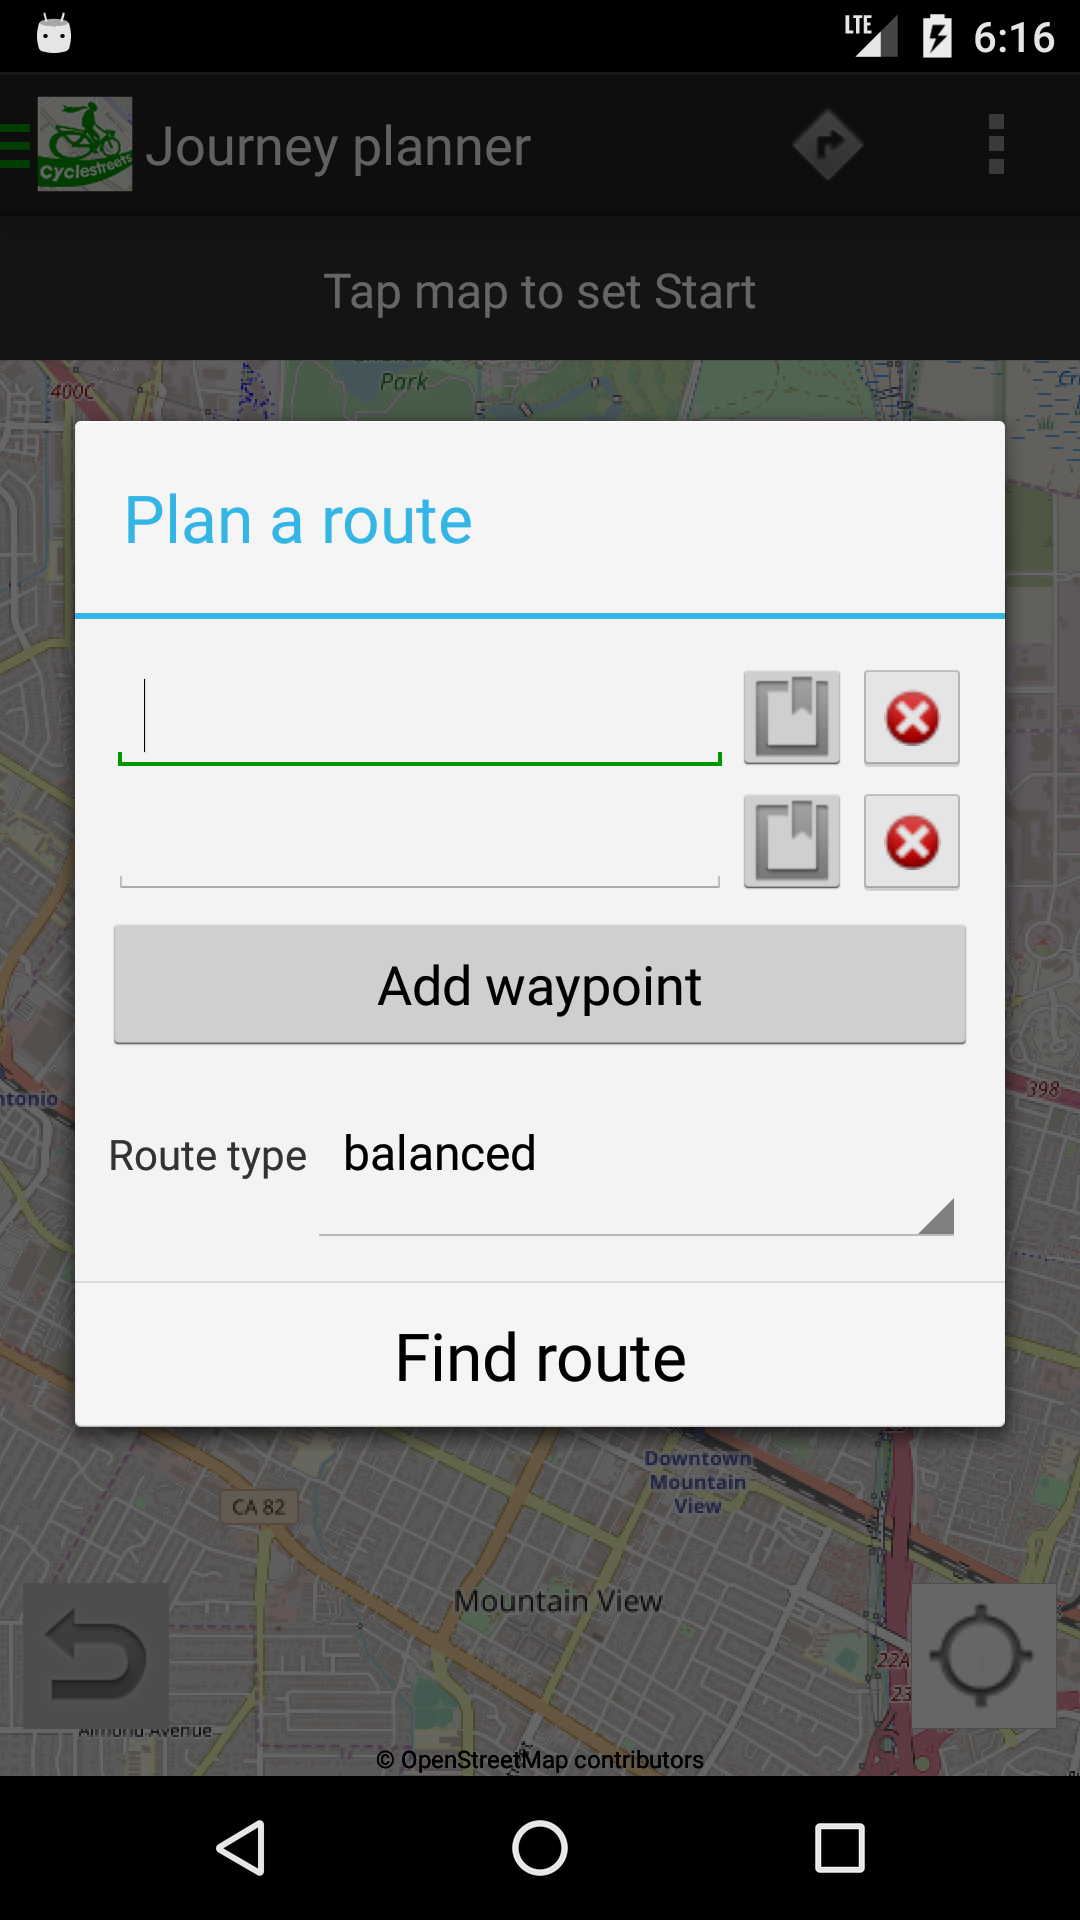 LTE 6:16
Cyclestreets
Journey planner
Tap map to set Start
Park
400C
Plan a route
Add waypoint
ntonio
398
Route type balanced
Find route
Downtown
Mountain
View
CA 82
Mountain View
22A
23
Almond Avenue
© OpenStreetMap contributors